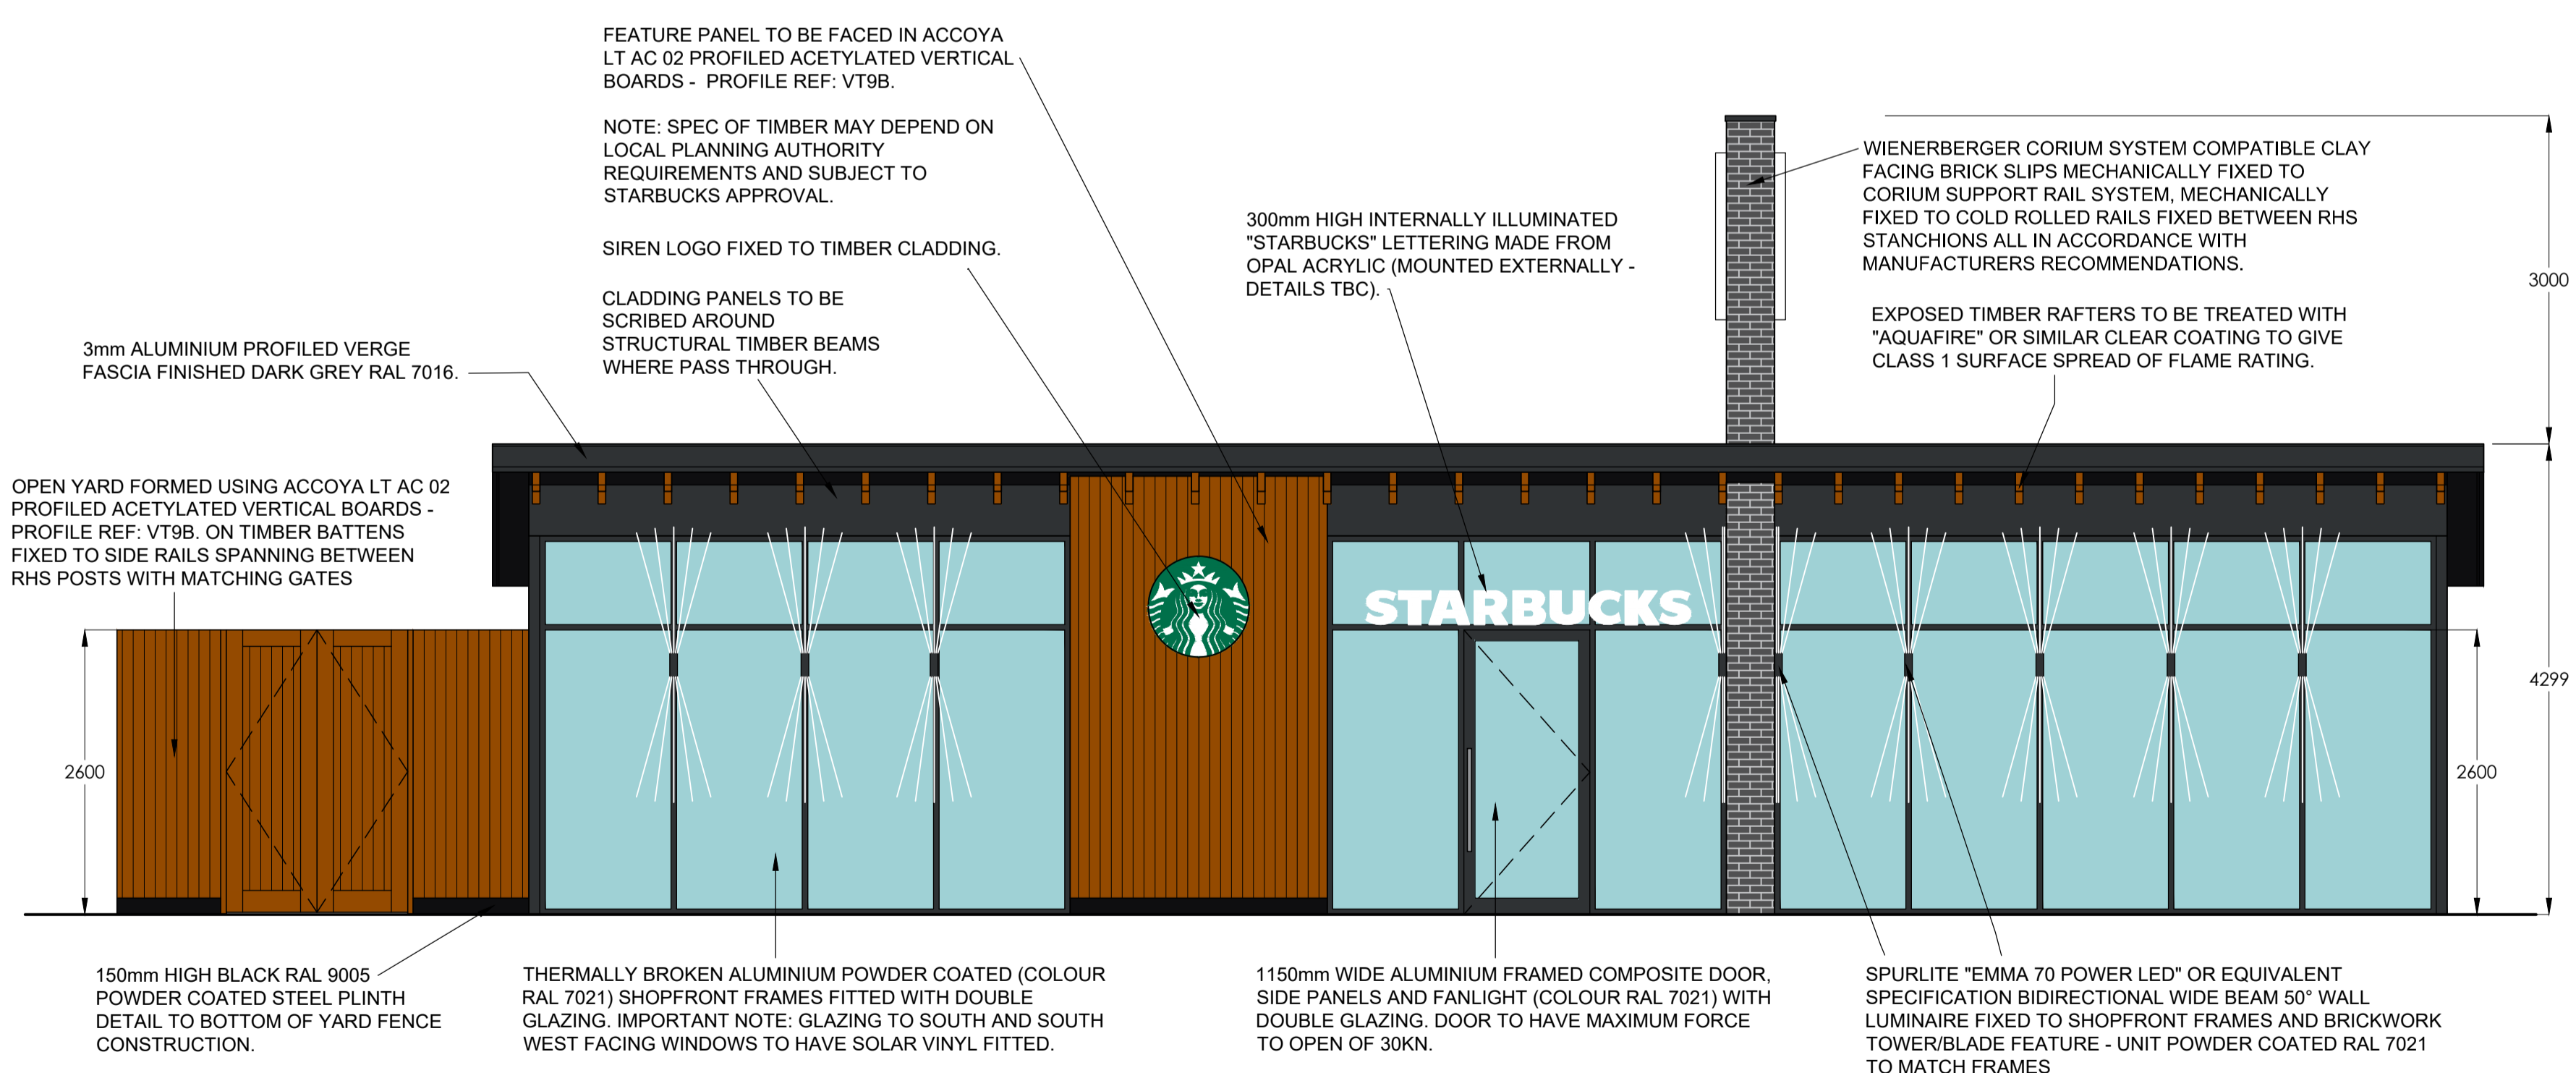 FEATURE PANEL TO BE FACED IN ACCOYA
LT AC 02 PROFILED ACETYLATED VERTICAL
BOARDS - PROFILE REF: VT9B.
NOTE: SPEC OF TIMBER MAY DEPEND ON
LOCAL PLANNING AUTHORITY
REQUIREMENTS AND SUBJECT TO
STARBUCKS APPROVAL.
SIREN LOGO FIXED TO TIMBER CLADDING.
CLADDING PANELS TO BE
SCRIBED AROUND
STRUCTURAL TIMBER BEAMS
WHERE PASS THROUGH.
300mm HIGH INTERNALLY ILLUMINATED
"STARBUCKS" LETTERING MADE FROM
OPAL ACRYLIC (MOUNTED EXTERNALLY -
DETAILS TBC).
WIENERBERGER CORIUM SYSTEM COMPATIBLE CLAY
FACING BRICK SLIPS MECHANICALLY FIXED TO
CORIUM SUPPORT RAIL SYSTEM, MECHANICALLY
FIXED TO COLD ROLLED RAILS FIXED BETWEEN RHS
STANCHIONS ALL IN ACCORDANCE WITH
MANUFACTURERS RECOMMENDATIONS.
3000
EXPOSED TIMBER RAFTERS TO BE TREATED WITH
"AQUAFIRE" OR SIMILAR CLEAR COATING TO GIVE
CLASS 1 SURFACE SPREAD OF FLAME RATING.
3mm ALUMINIUM PROFILED VERGE
FASCIA FINISHED DARK GREY RAL 7016.
OPEN YARD FORMED USING ACCOYA LT AC 02
PROFILED ACETYLATED VERTICAL BOARDS -
PROFILE REF: VT9B. ON TIMBER BATTENS
FIXED TO SIDE RAILS SPANNING BETWEEN
RHS POSTS WITH MATCHING GATES
STARBUCKS
4299
2600
2600
150mm HIGH BLACK RAL 9005
POWDER COATED STEEL PLINTH
DETAIL TO BOTTOM OF YARD FENCE
CONSTRUCTION.
THERMALLY BROKEN ALUMINIUM POWDER COATED (COLOUR
RAL 7021) SHOPFRONT FRAMES FITTED WITH DOUBLE
GLAZING. IMPORTANT NOTE: GLAZING TO SOUTH AND SOUTH
WEST FACING WINDOWS TO HAVE SOLAR VINYL FITTED.
1150mm WIDE ALUMINIUM FRAMED COMPOSITE DOOR,
SIDE PANELS AND FANLIGHT (COLOUR RAL 7021) WITH
DOUBLE GLAZING. DOOR TO HAVE MAXIMUM FORCE
TO OPEN OF 30KN.
SPURLITE "EMMA 70 POWER LED" OR EQUIVALENT
SPECIFICATION BIDIRECTIONAL WIDE BEAM 50° WALL
LUMINAIRE FIXED TO SHOPFRONT FRAMES AND BRICKWORK
TOWER/BLADE FEATURE - UNIT POWDER COATED RAL 7021
TO MATCH FRAMES